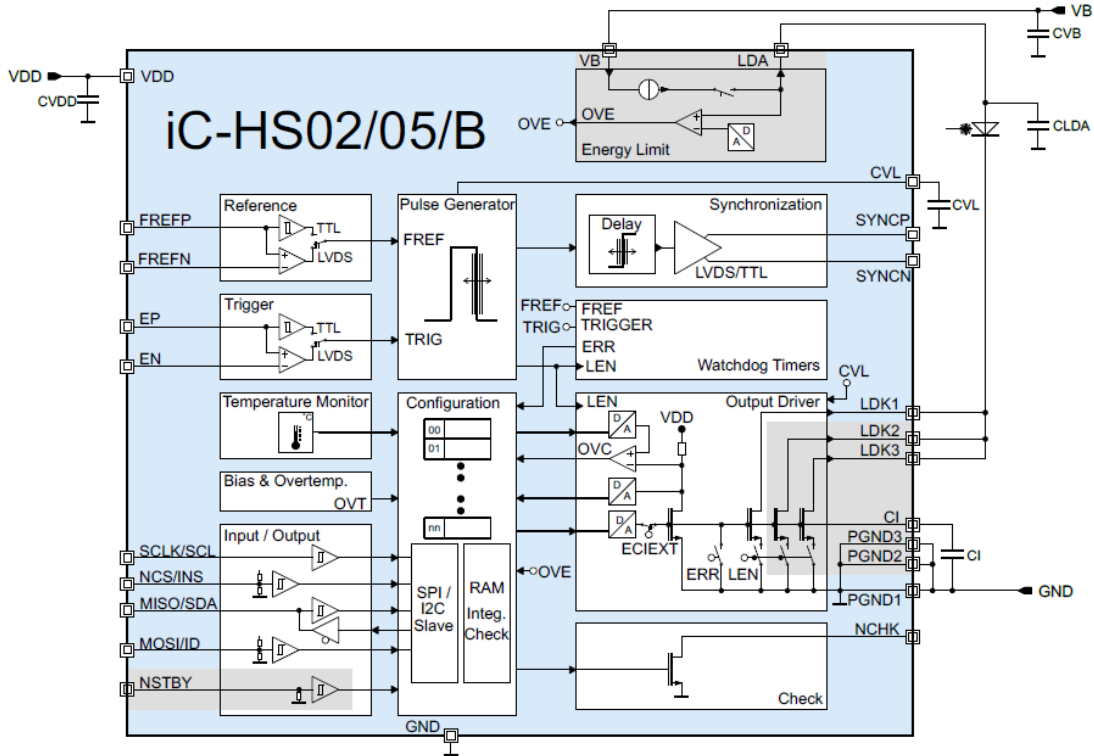 VB
CVB
VDD
VDD
CVDD
iC-HS02/05/B
VB
LDA
OVE
OVE
+
−
D
A
Energy Limit
CLDA
CVL
CVL
Reference
FREFP
FREFN
TTL
+
−
LVDS
Pulse Generator
FREF
TRIG
Synchronization
Delay
LVDS/TTL
SYNCP
SYNCN
Trigger
EP
EN
TTL
+
−
LVDS
FREF
FREF
TRIG
TRIGGER
ERR
LEN
Watchdog Timers
Temperature Monitor
°C
Bias & Overtemp.
OVT
Configuration
00
01
nn
SPI /
I2C
Slave
RAM
Integ.
Check
OVE
LEN
Output Driver
CVL
D
A
VDD
OVC
+
−
D
A
D
A
ECIEXT
ERR
LEN
LDK1
LDK2
LDK3
CI
PGND3
PGND2
PGND1
CI
GND
Input / Output
SCLK/SCL
NCS/INS
MISO/SDA
MOSI/ID
NSTBY
GND
NCHK
Check